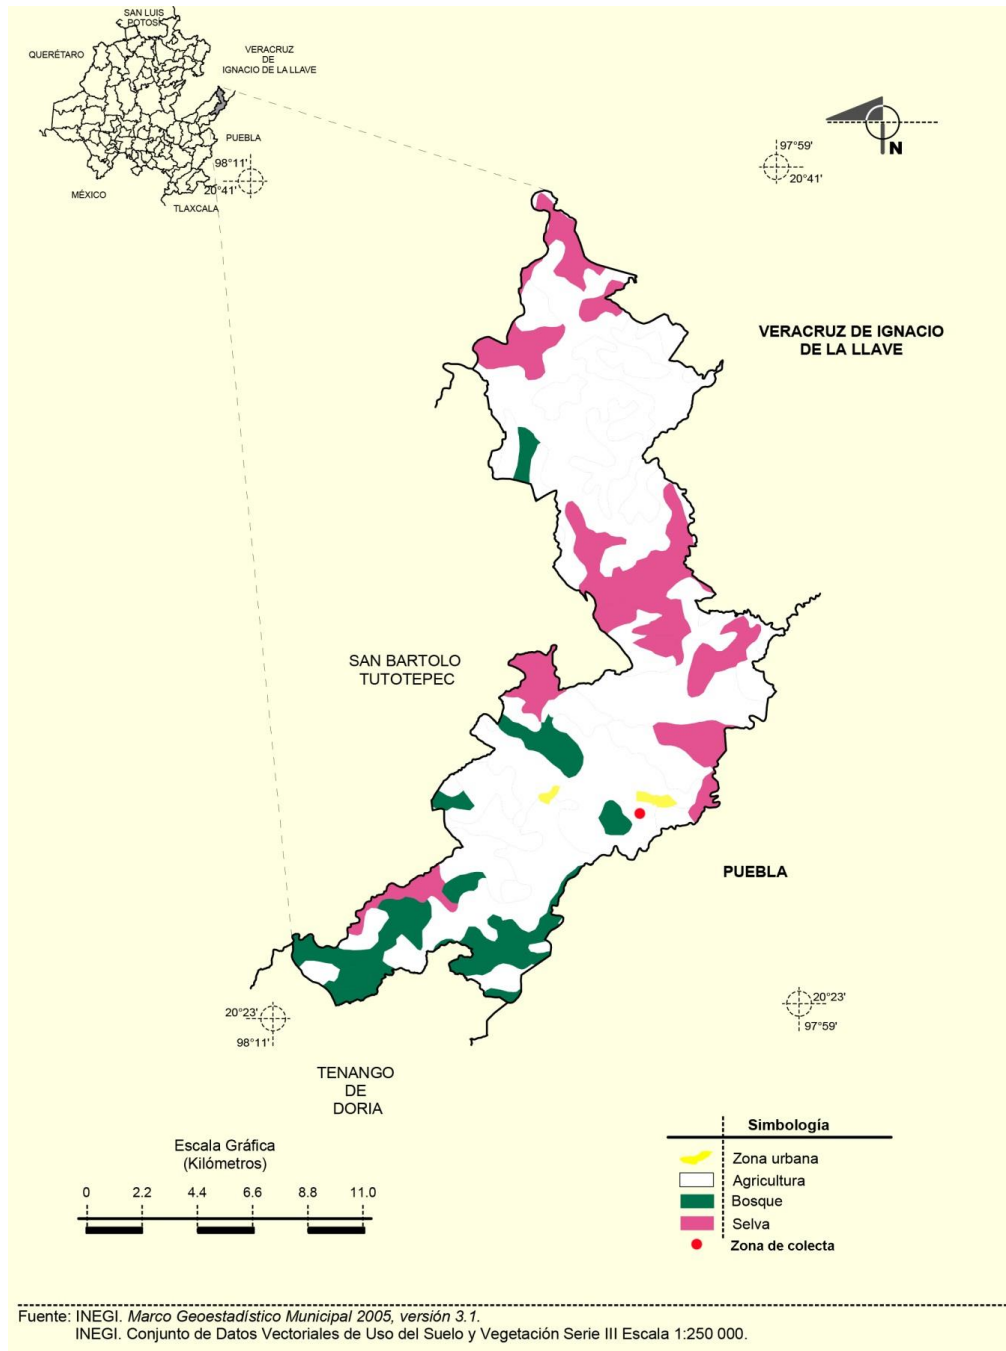 SAN LUIS
POTOSÍ
QUERÉTARO
VERACRUZ
DE
IGNACIO DE LA LLAVE
PUEBLA
98°11'
20°41'
MÉXICO
TLAXCALA
N
97°59'
20°41'
VERACRUZ DE IGNACIO
DE LA LLAVE
SAN BARTOLO
TUTOTEPEC
PUEBLA
20°23'
98°11'
20°23'
97°59'
TENANGO
DE
DORIA
Escala Gráfica
(Kilómetros)
0 2.2 4.4 6.6 8.8 11.0
Simbología
Zona urbana
Agricultura
Bosque
Selva
Zona de colecta
Fuente: INEGI. Marco Geoestadístico Municipal 2005, versión 3.1.
INEGI. Conjunto de Datos Vectoriales de Uso del Suelo y Vegetación Serie III Escala 1:250 000.